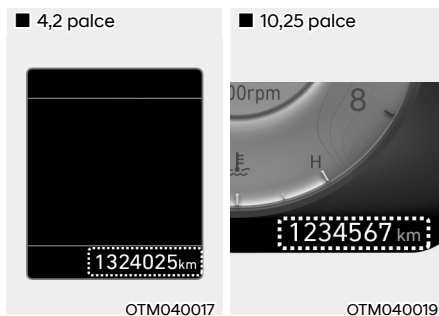 ■ 4,2 palce
1324025km
OTM040017
■ 10,25 palce
00rpm
8
H
1234567 km
OTM040019